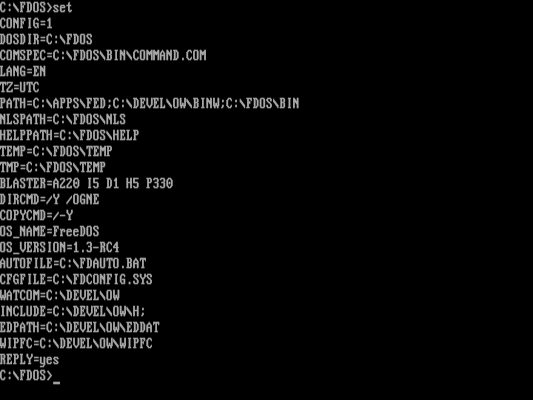 C:\FDOS>set
CONFIG=1
DOSDIR=C:\FDOS
COMSPEC=C:\FDOS\BIN\COMMAND.COM
LANG=EN
TZ=UTC
PATH=C:\APPS\FED;C:\DEVEL\OW\BINW;C:\FDOS\BIN
NLSPATH=C:\FDOS\NLS
HELPPATH=C:\FDOS\HELP
TEMP=C:\FDOS\TEMP
TMP=C:\FDOS\TEMP
BLASTER=A220 I5 D1 H5 P330
DIRCMD=/Y /OGNE
COPYCMD=/-Y
OS_NAME=FreeDOS
OS_VERSION=1.3-RC4
AUTOFILE=C:\FDAUTO.BAT
CFGFILE=C:\FDCONFIG.SYS
WATCOM=C:\DEVEL\OW
INCLUDE=C:\DEVEL\OW\H;
EDPATH=C:\DEVEL\OW\EDDAT
WIPFC=C:\DEVEL\OW\WIPFC
REPLY=yes
C:\FDOS>_